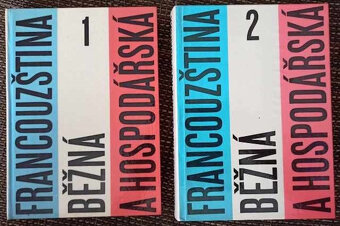 1
FRANCOUZŠTINA
BĚŽNÁ
A HOSPODÁŘSKÁ
2
FRANCOUZŠTINA
BĚŽNÁ
A HOSPODÁŘSKÁ